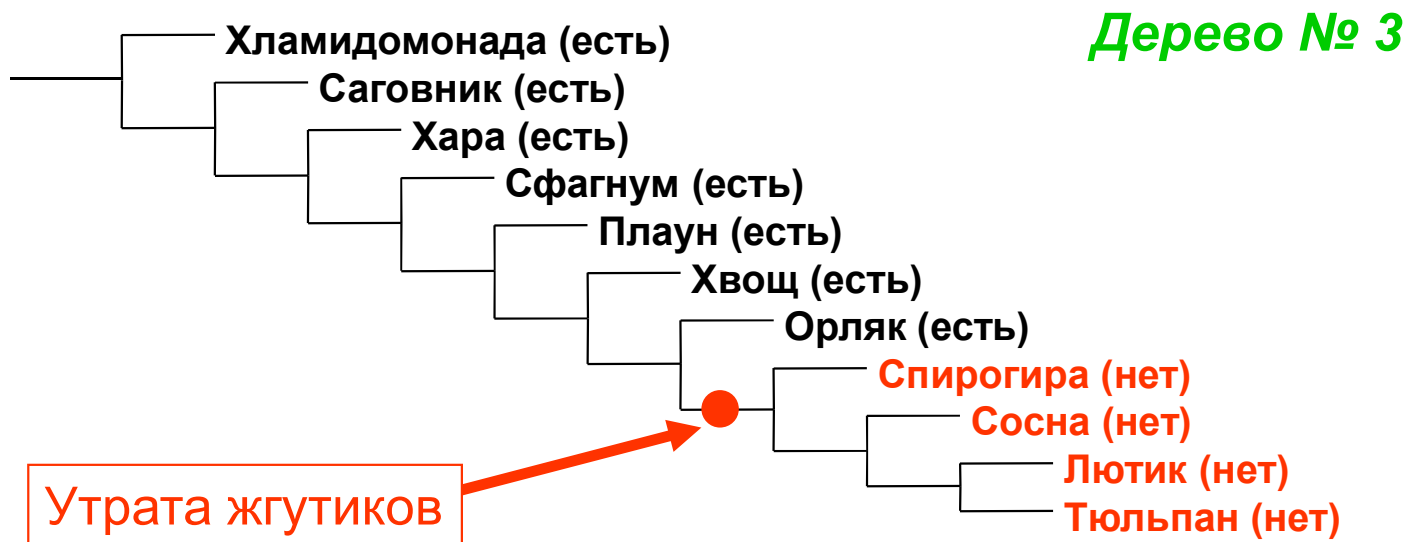 Дерево № 3
Хламидомонада (есть)
Саговник (есть)
Хара (есть)
Сфагнум (есть)
Плаун (есть)
Хвощ (есть)
Орляк (есть)
Спирогира (нет)
Сосна (нет)
Лютик (нет)
Тюльпан (нет)
Утрата жгутиков